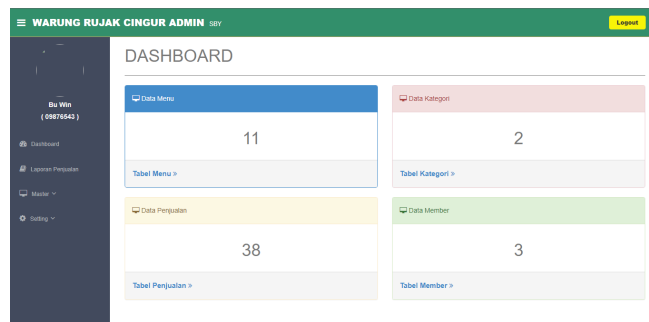 WARUNG RUJAK CINGUR ADMIN SBY
Logout
Bu Win
( 09876543 )
Dashboard
Laporan Penjualan
Master
Setting
DASHBOARD
Data Menu
11
Tabel Menu »
Data Kategori
2
Tabel Kategori »
Data Penjualan
38
Tabel Penjualan »
Data Member
3
Tabel Member »